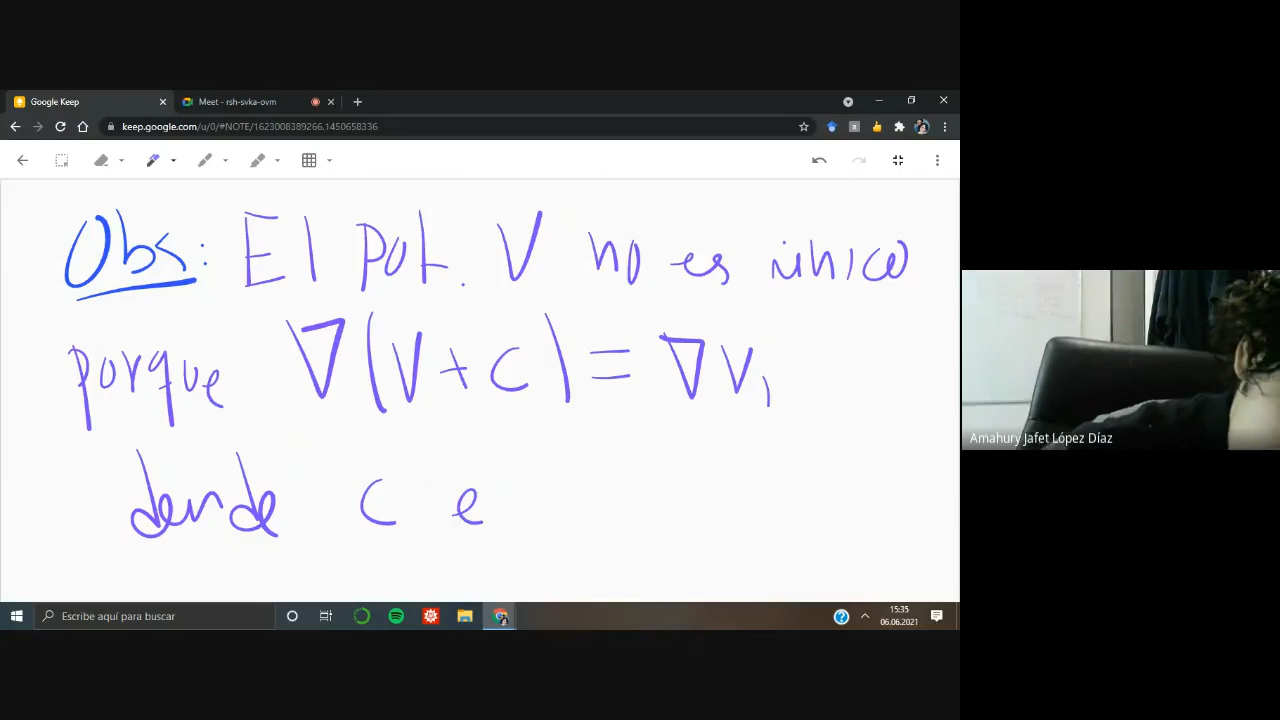 Google Keep
Meet - rsh-svka-ovm
keep.google.com/u/0/#NOTE/1623008389266.1450658336
Obs: El pot. V no es único
porque ∇(V + C) = ∇V,
donde C e
Amahury Jafet López Díaz
Escribe aquí para buscar
15:35
06.06.2021